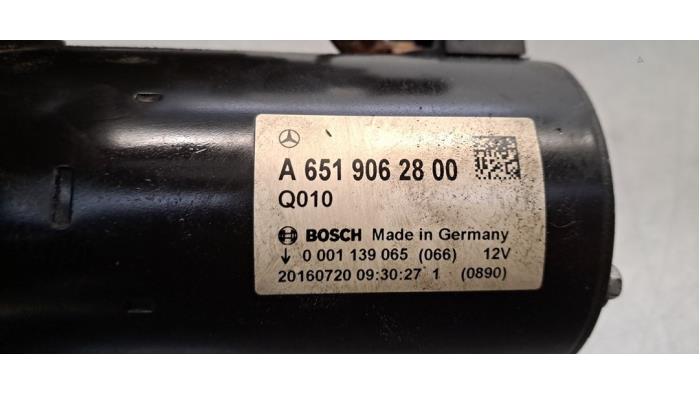 A 651 906 28 00
Q010
BOSCH Made in Germany
0 001 139 065 (066) 12V
20160720 09:30:27 1 (0890)